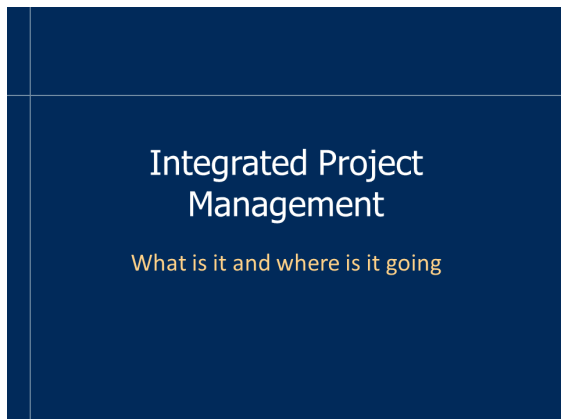 Integrated Project
Management
What is it and where is it going